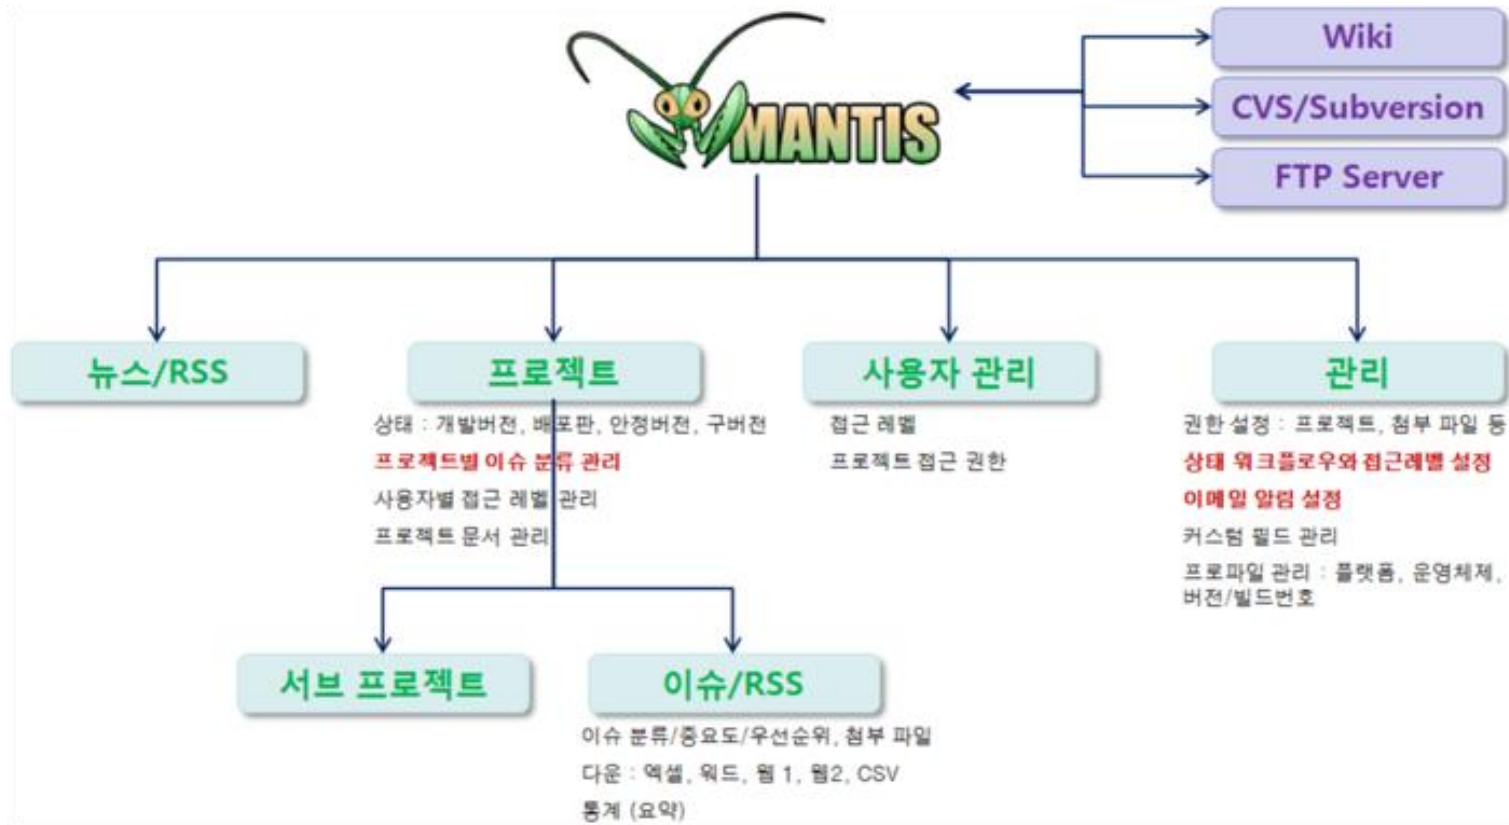 MANTIS
Wiki
CVS/Subversion
FTP Server
뉴스/RSS
프로젝트
상태 : 개발버전, 배포판, 안정버전, 구버전
프로젝트별 이슈 분류 관리
사용자별 접근 레벨 관리
프로젝트 문서 관리
사용자 관리
접근 레벨
프로젝트 접근 권한
관리
권한 설정 : 프로젝트, 첨부 파일 등
상태 워크플로우와 접근레벨 설정
이메일 알림 설정
커스텀 필드 관리
프로파일 관리 : 플랫폼, 운영체제,
버전/빌드번호
서브 프로젝트
이슈/RSS
이슈 분류/중요도/우선순위, 첨부 파일
다운 : 엑셀, 워드, 웹 1, 웹2, CSV
통계 (요약)